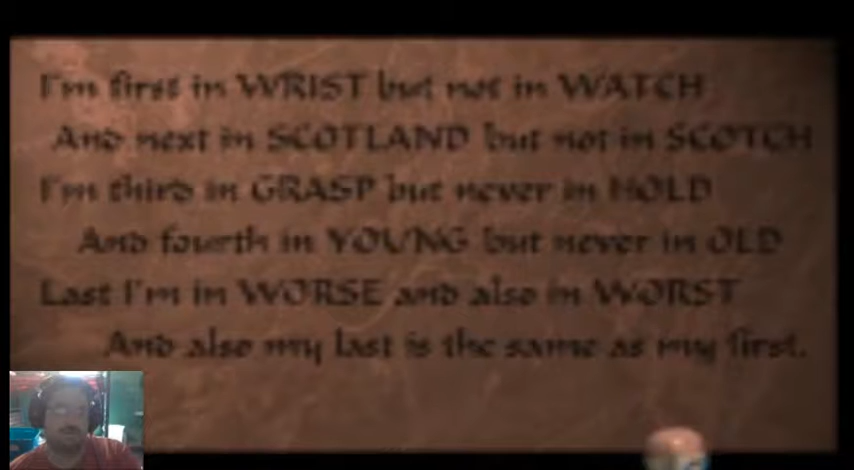 I'm first in WRIST but not in WATCH
And next in SCOTLAND but not in SCOTCH
I'm third in GRASP but never in HOLD
And fourth in YOUNG but never in OLD
Last I'm in WORSE and also in WORST
And also my last is the same as my first.